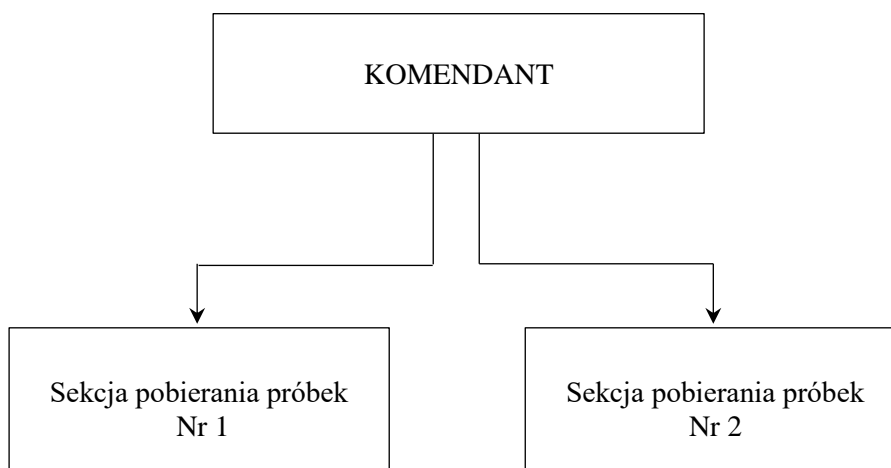 KOMENDANT
Sekcja pobierania próbek
Nr 1
Sekcja pobierania próbek
Nr 2